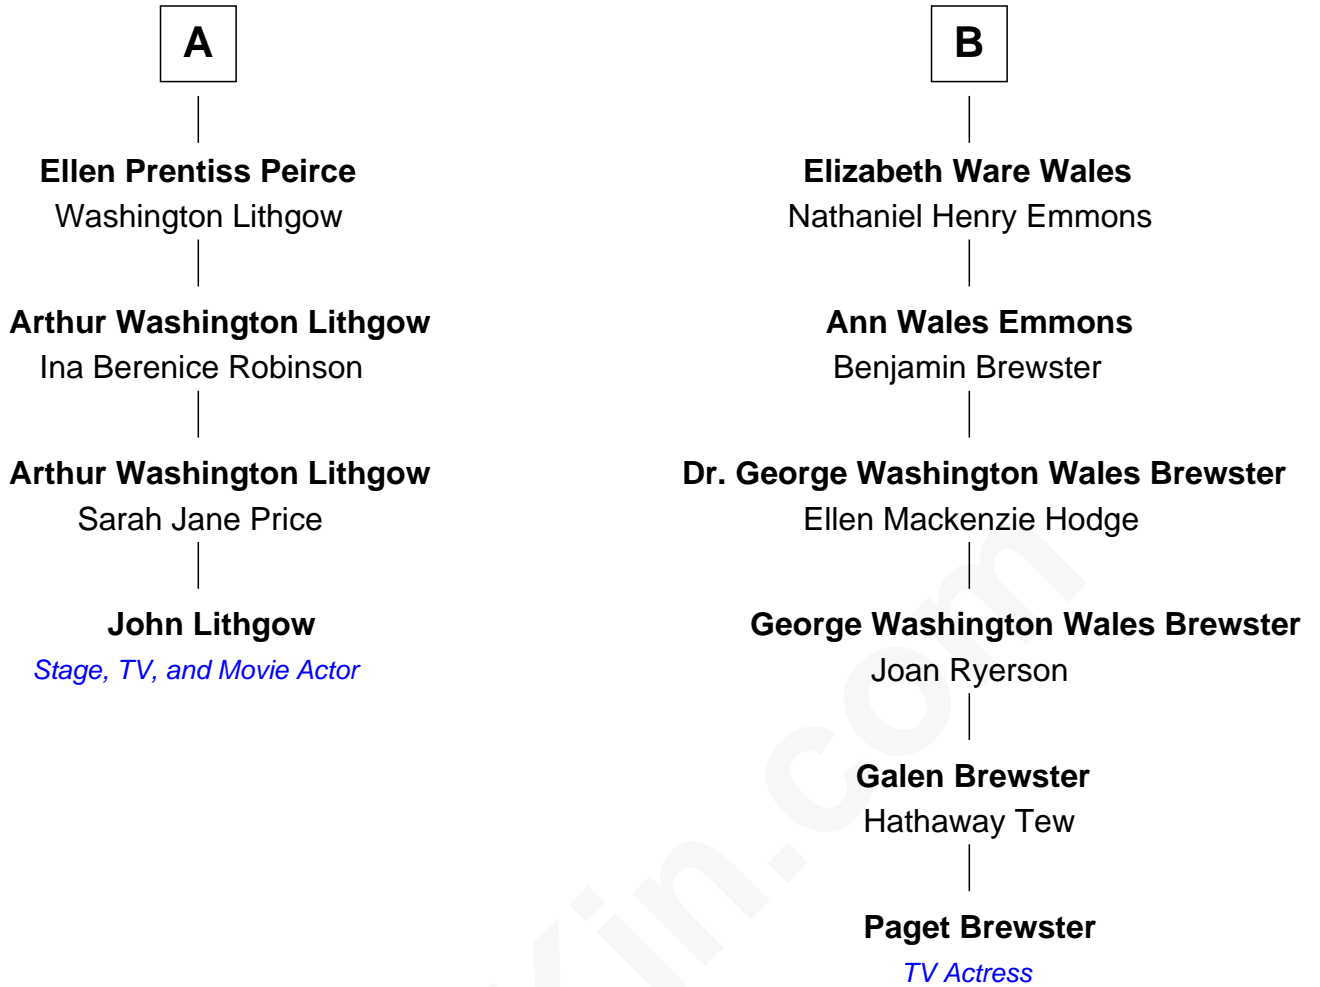 A
Ellen Prentiss Peirce
Washington Lithgow
Arthur Washington Lithgow
Ina Berenice Robinson
Arthur Washington Lithgow
Sarah Jane Price
John Lithgow
Stage, TV, and Movie Actor
B
Elizabeth Ware Wales
Nathaniel Henry Emmons
Ann Wales Emmons
Benjamin Brewster
Dr. George Washington Wales Brewster
Ellen Mackenzie Hodge
George Washington Wales Brewster
Joan Ryerson
Galen Brewster
Hathaway Tew
Paget Brewster
TV Actress
Kin.com